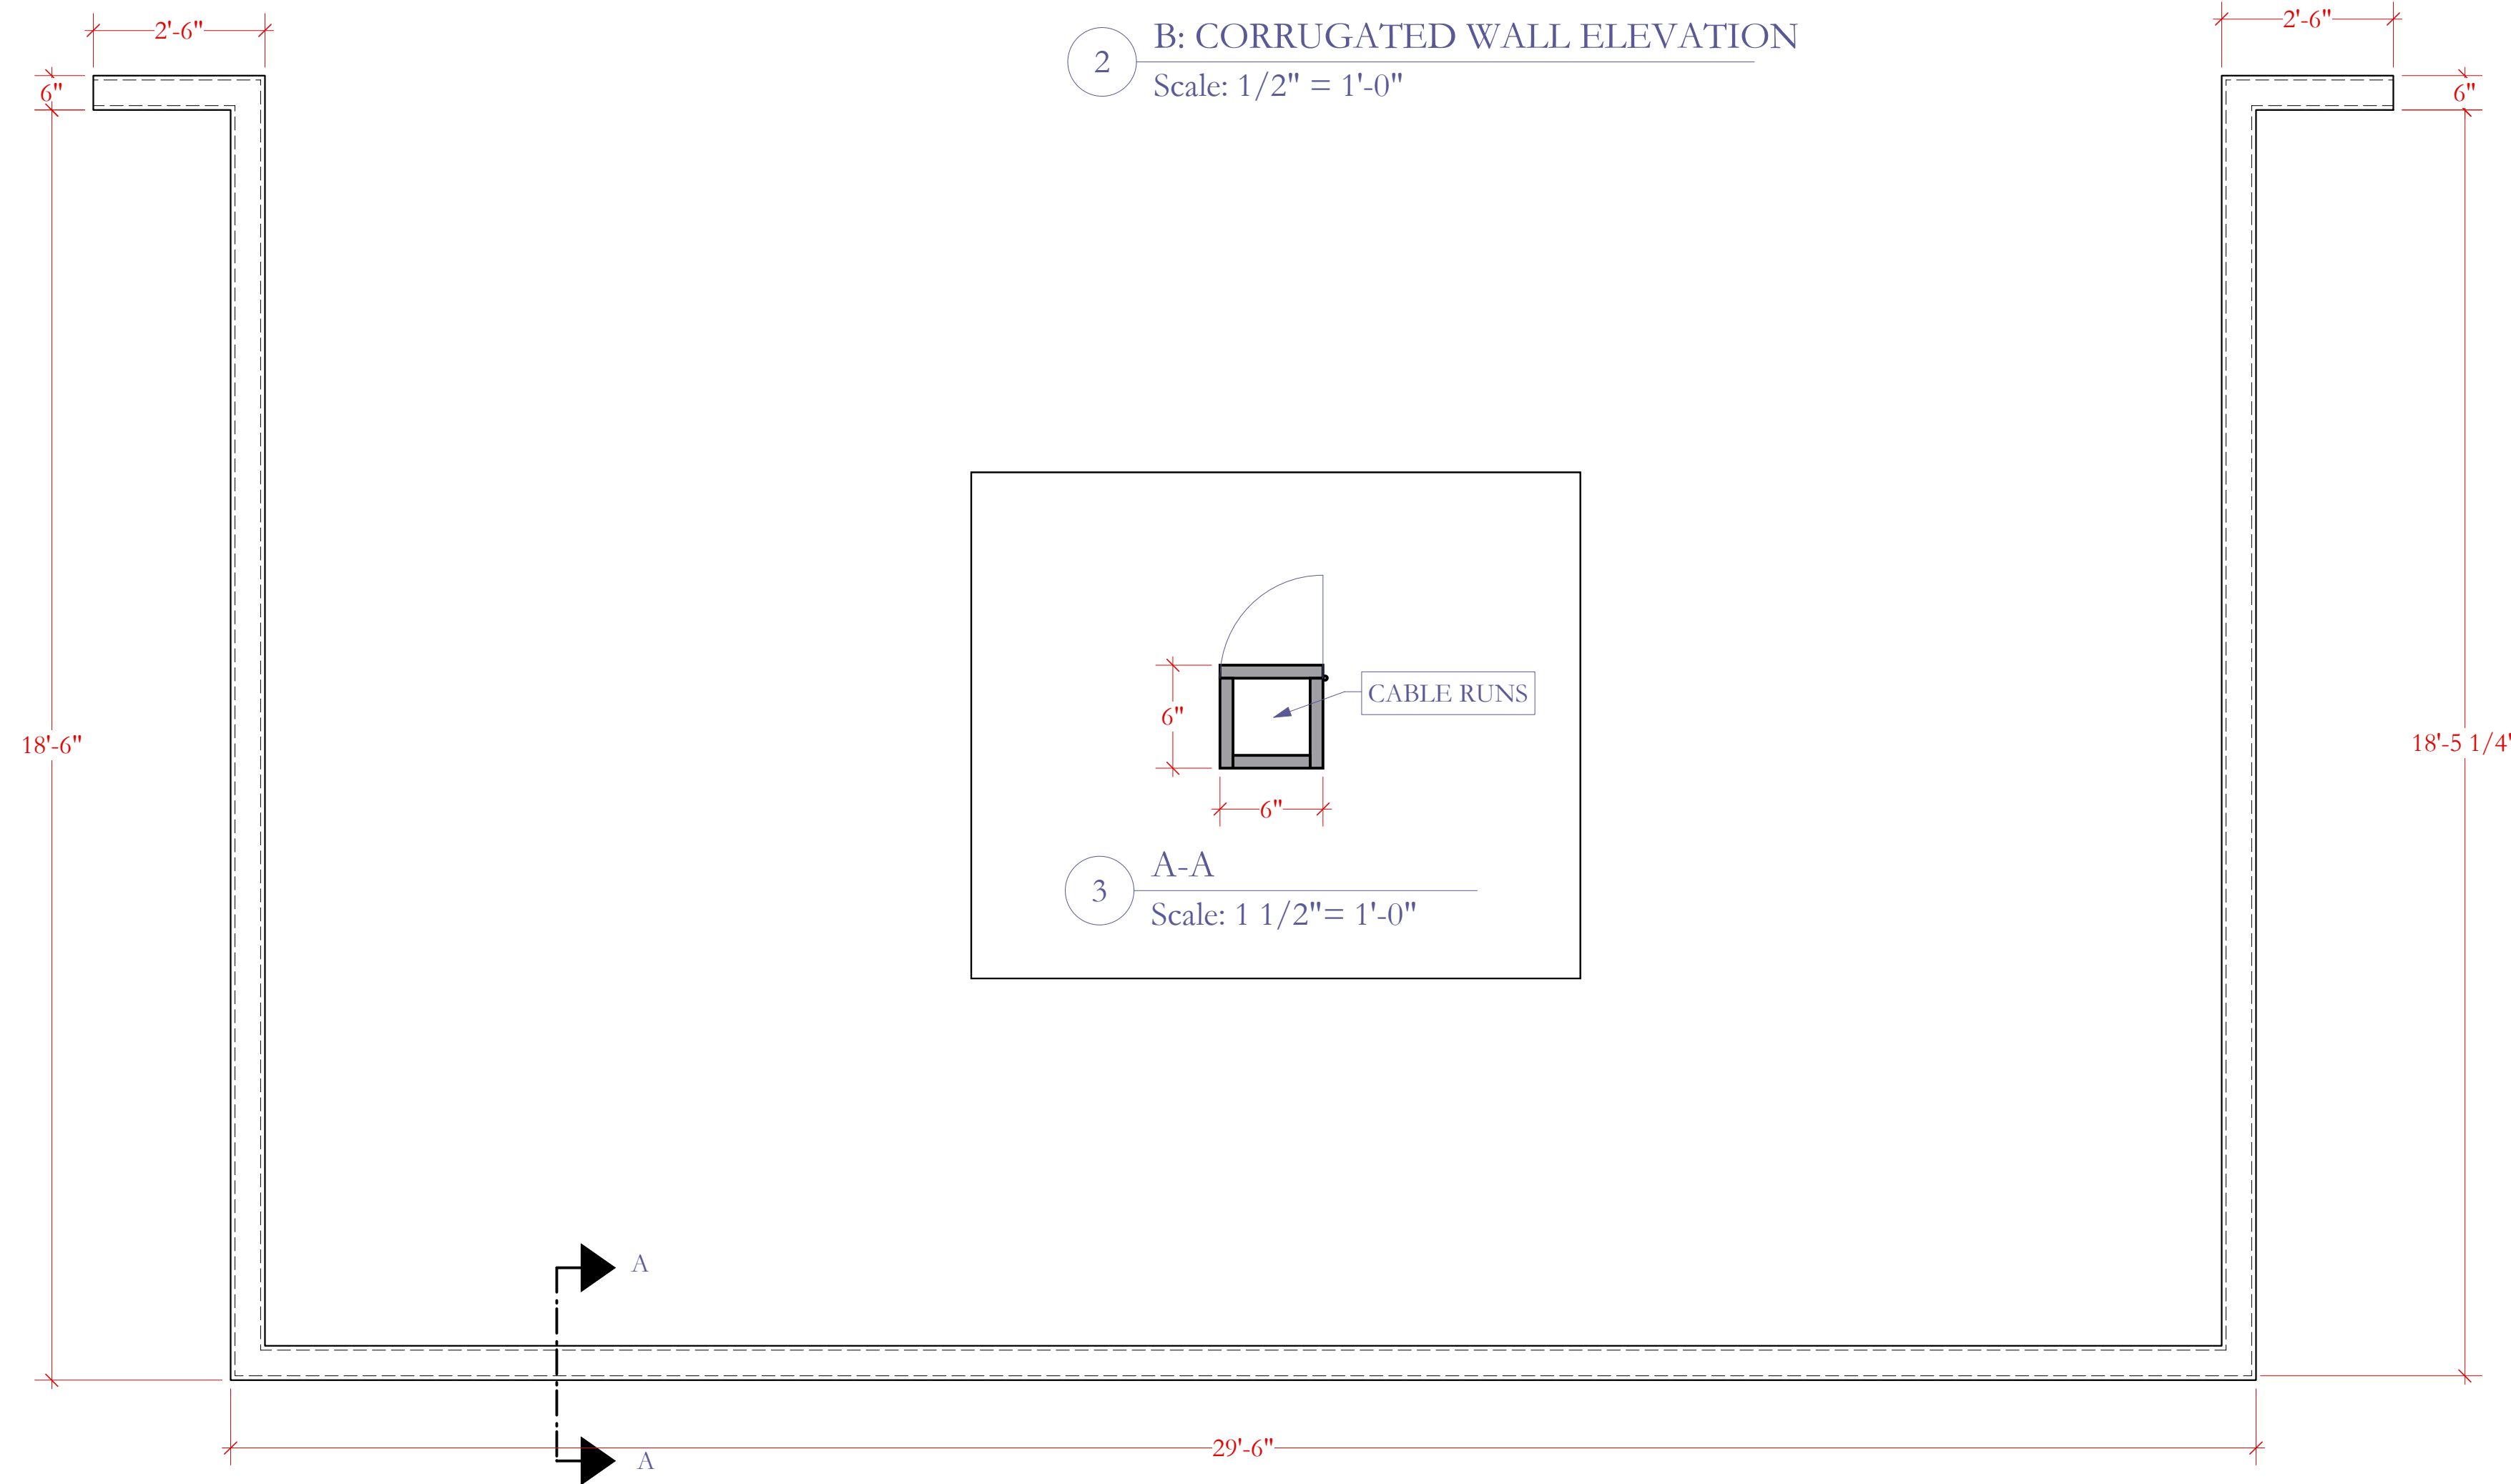 2'-6"
2
B: CORRUGATED WALL ELEVATION
Scale: 1/2" = 1'-0"
2'-6"
6"
6"
6"
CABLE RUNS
18'-6"
18'-5 1/4'
6"
3
A-A
Scale: 1 1/2"= 1'-0"
A
29'-6"
A